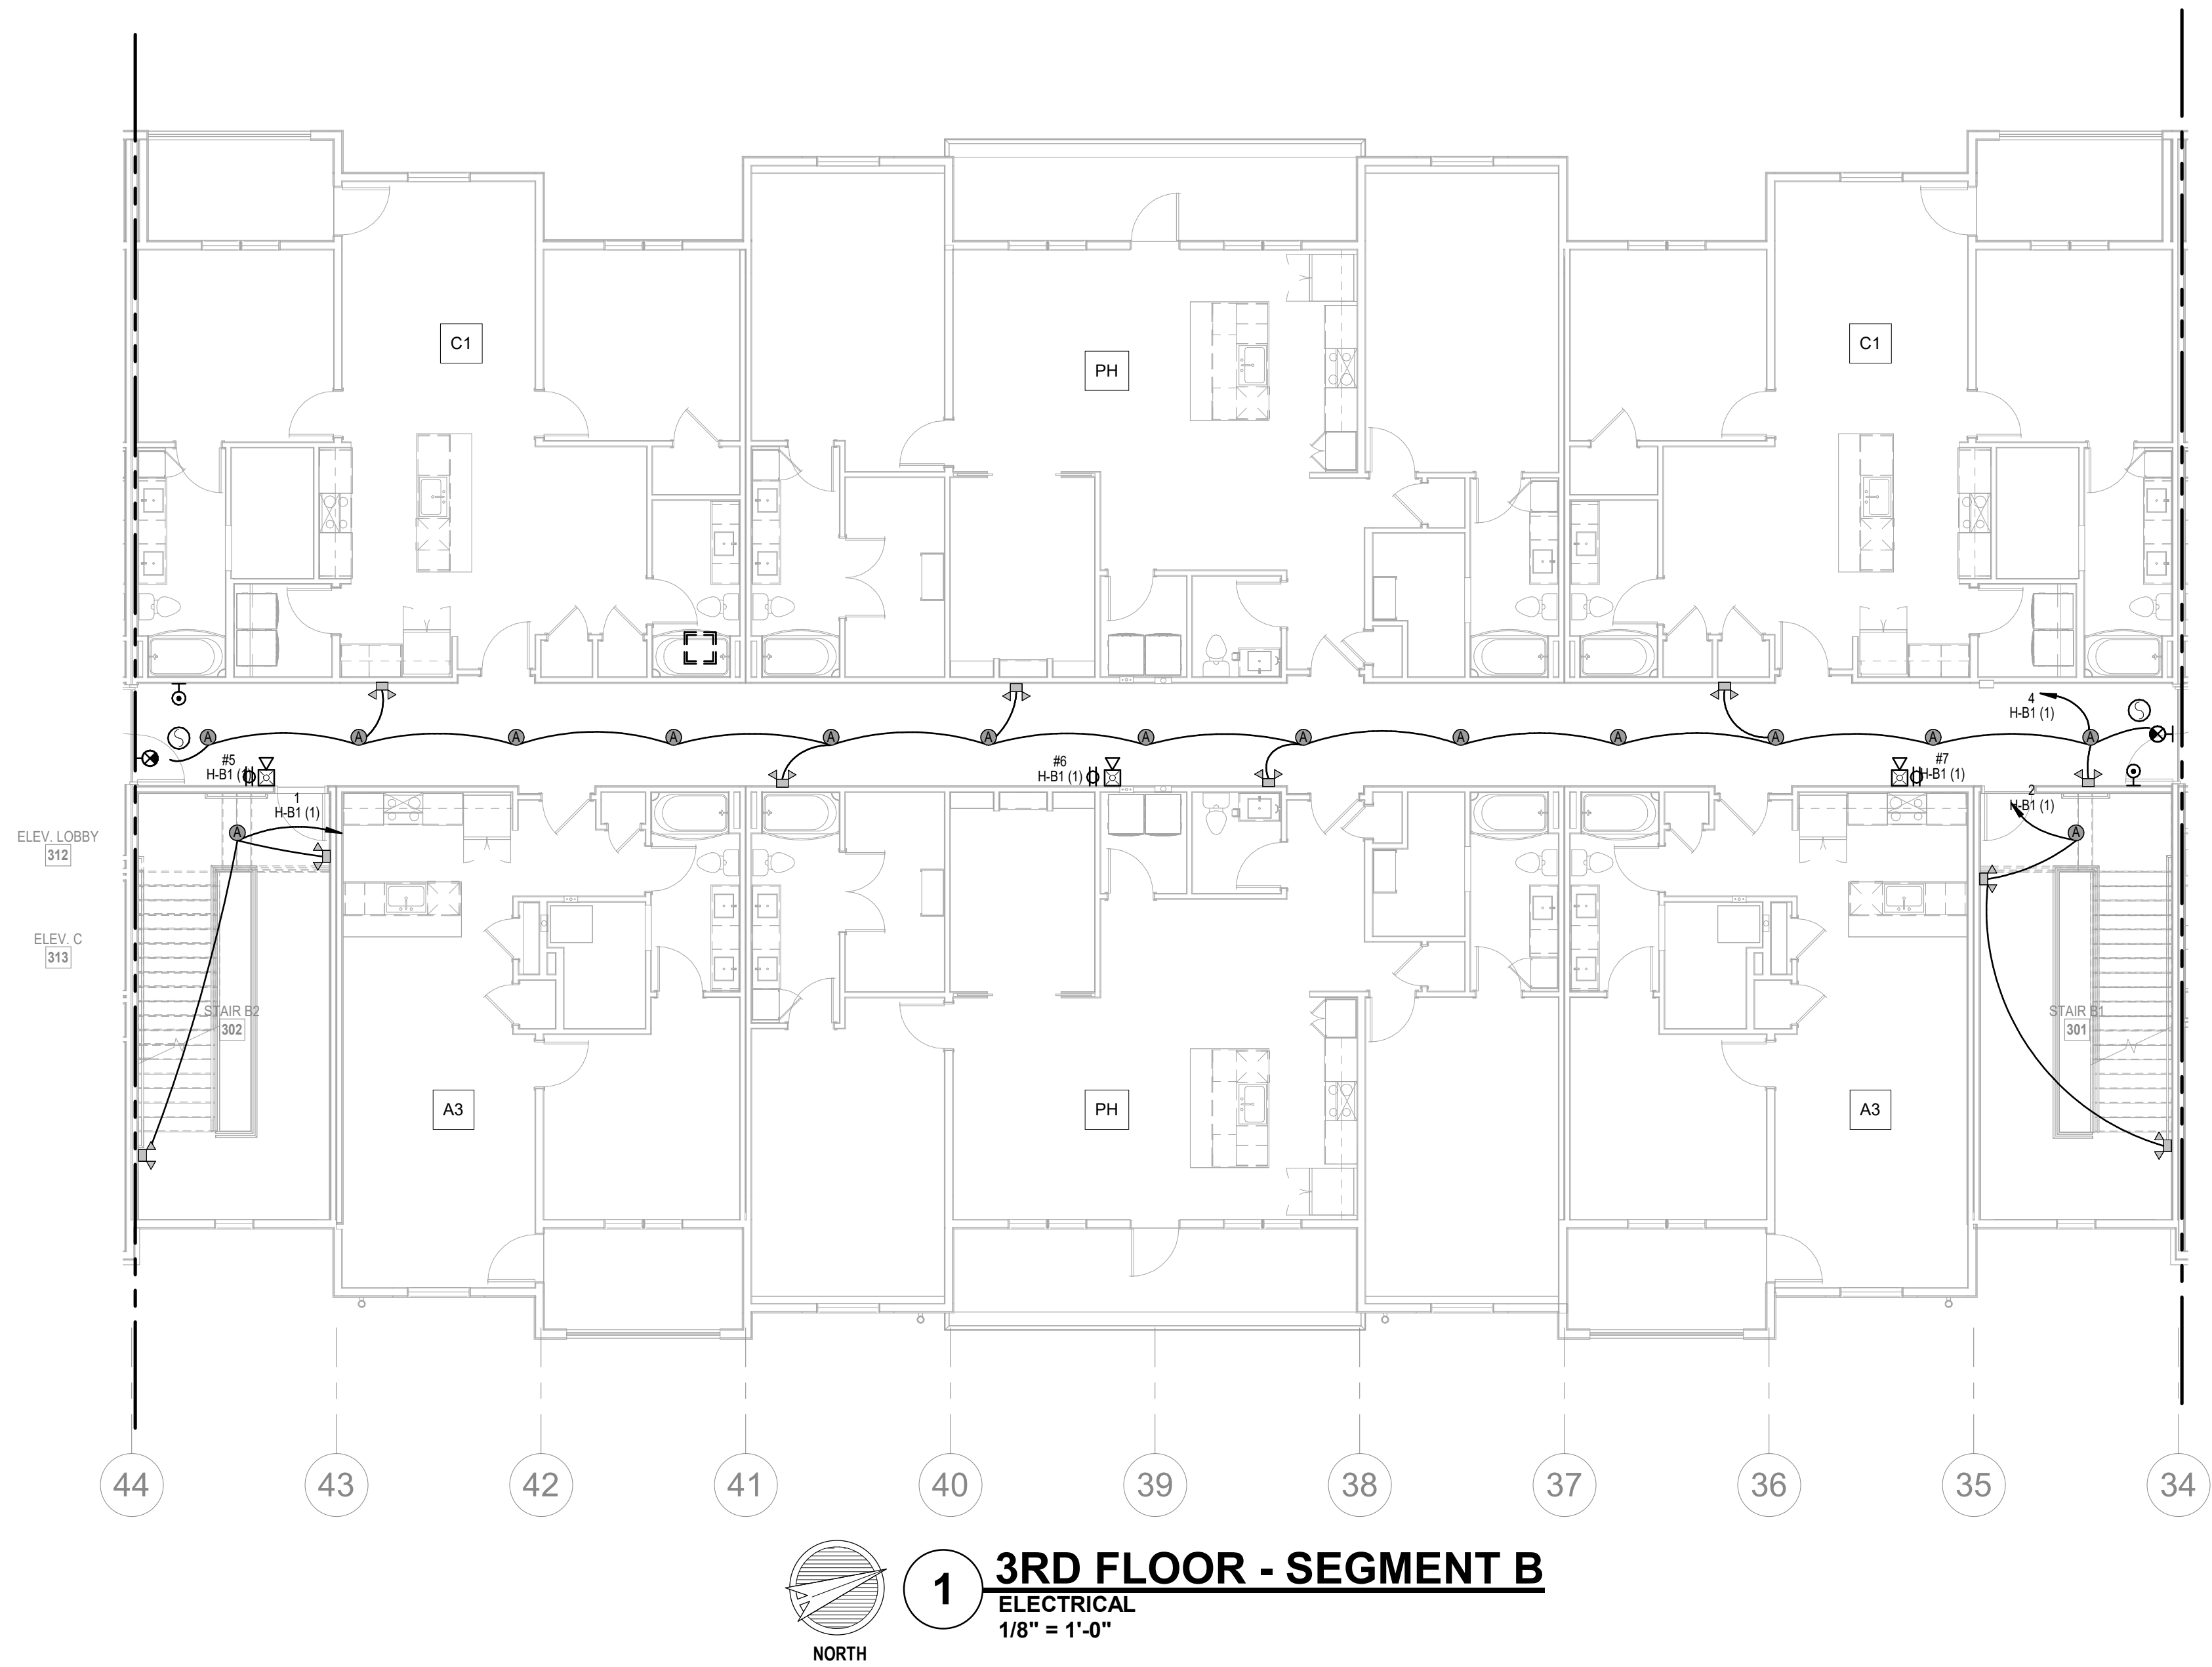 C1
PH
C1
4
H-B1 (1)
A
A
A
A
A
A
A
A
A
A
A
A
A
#5
H-B1 (1)
#6
H-B1 (1)
#7
H-B1 (1)
1
H-B1 (1)
2
H-B1 (1)
A
A
ELEV. LOBBY
312
ELEV. C
313
STAIR B2
302
STAIR B1
301
A3
PH
A3
44
43
42
41
40
39
38
37
36
35
34
NORTH
1
3RD FLOOR - SEGMENT B
ELECTRICAL
1/8" = 1'-0"